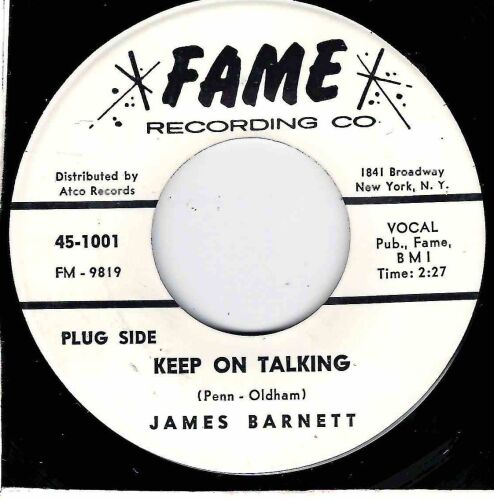 FAME
RECORDING CO
Distributed by
Atco Records
1841 Broadway
New York, N. Y.
45-1001
FM - 9819
VOCAL
Pub., Fame,
B M I
Time: 2:27
PLUG SIDE
KEEP ON TALKING
(Penn - Oldham)
JAMES BARNETT